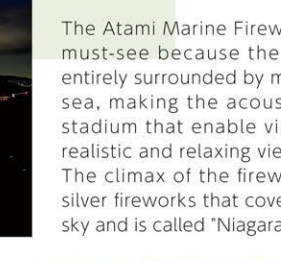 The Atami Marine Firew
must-see because the
entirely surrounded by m
sea, making the acous
stadium that enable vi
realistic and relaxing vie
The climax of the firew
silver fireworks that cove
sky and is called "Niagara